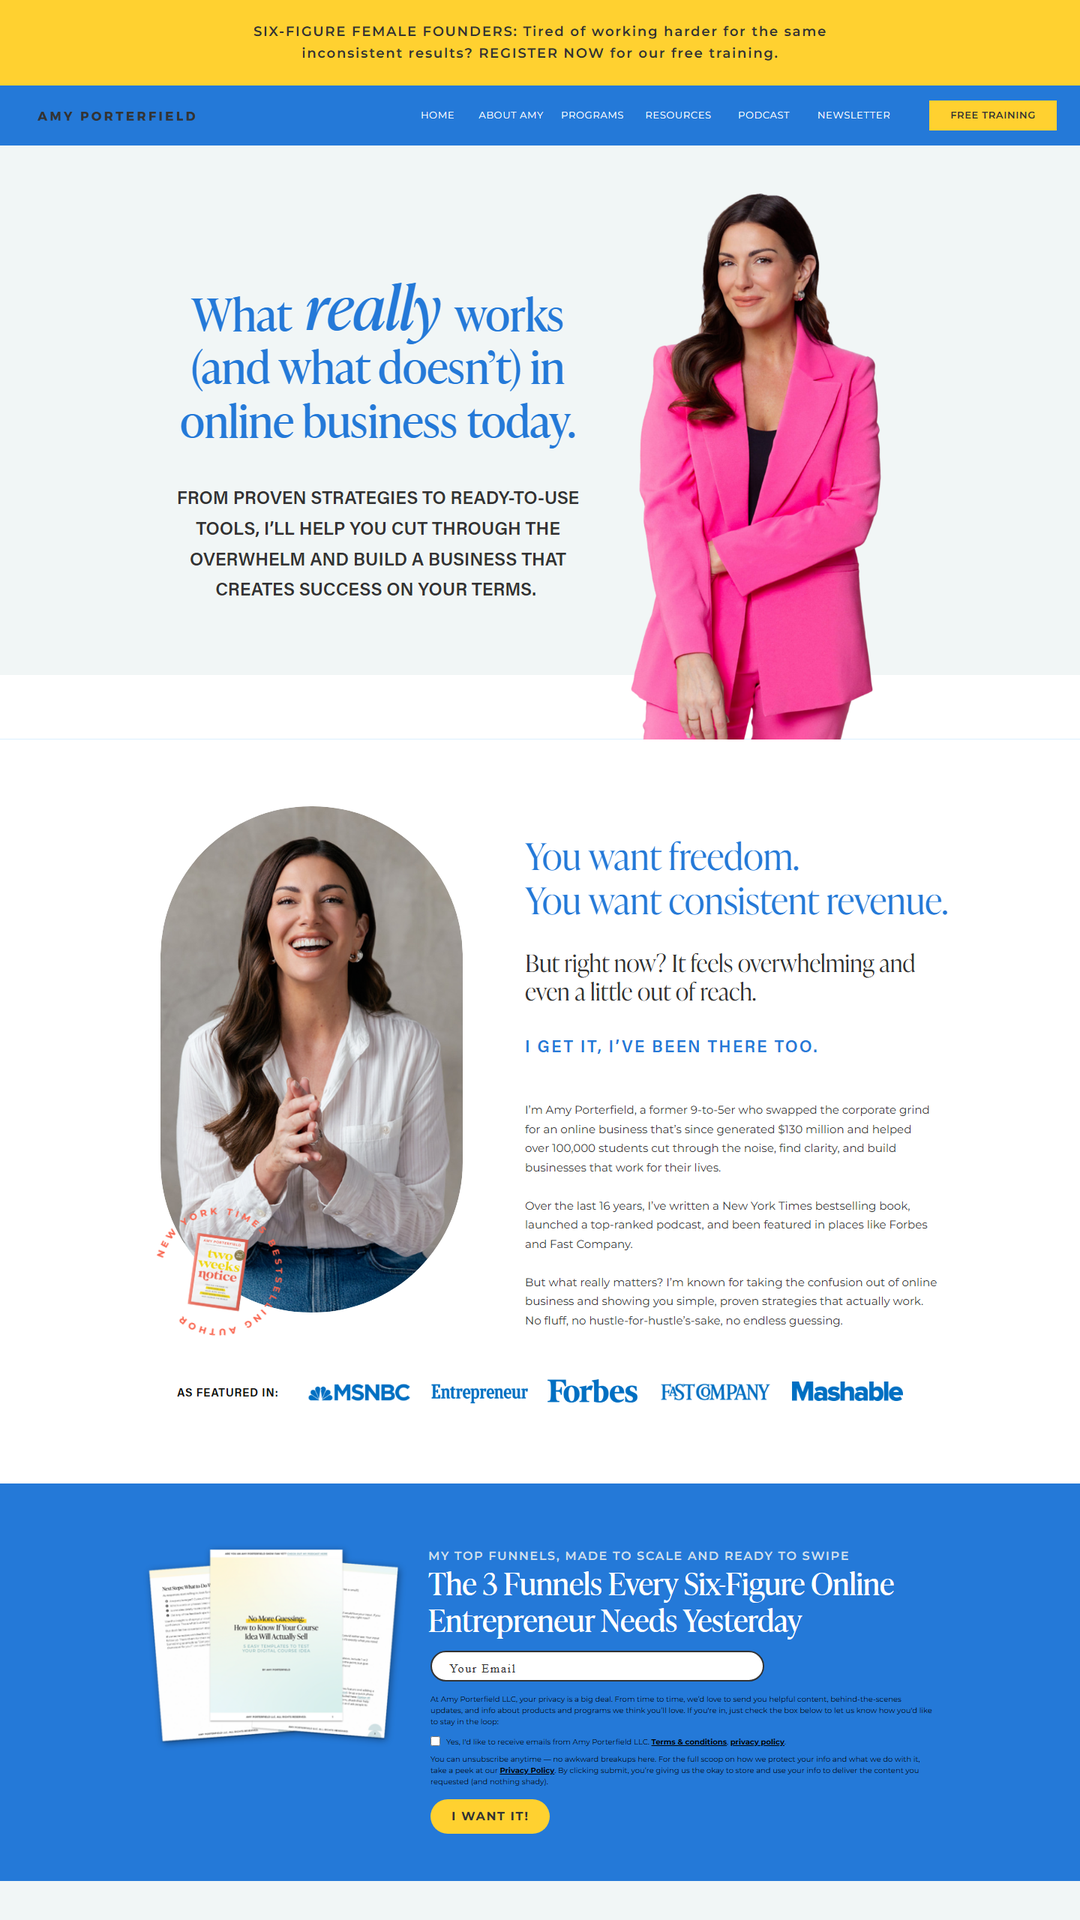 SIX-FIGURE FEMALE FOUNDERS: Tired of working harder for the same
inconsistent results? REGISTER NOW for our free training.
AMY PORTERFIELD
HOME
ABOUT AMY
PROGRAMS
RESOURCES
PODCAST
NEWSLETTER
FREE TRAINING
What really works
(and what doesn’t) in
online business today.
FROM PROVEN STRATEGIES TO READY-TO-USE
TOOLS, I’LL HELP YOU CUT THROUGH THE
OVERWHELM AND BUILD A BUSINESS THAT
CREATES SUCCESS ON YOUR TERMS.
You want freedom.
You want consistent revenue.
But right now? It feels overwhelming and
even a little out of reach.
I GET IT, I’VE BEEN THERE TOO.
I’m Amy Porterfield, a former 9-to-5er who swapped the corporate grind
for an online business that’s since generated $130 million and helped
over 100,000 students cut through the noise, find clarity, and build
businesses that work for their lives.
Over the last 16 years, I’ve written a New York Times bestselling book,
launched a top-ranked podcast, and been featured in places like Forbes
and Fast Company.
But what really matters? I’m known for taking the confusion out of online
business and showing you simple, proven strategies that actually work.
No fluff, no hustle-for-hustle’s-sake, no endless guessing.
NEW YORK TIMES BESTSELLING AUTHOR
AMY PORTERFIELD
two
weeks
notice
AS FEATURED IN:
MSNBC
Entrepreneur
Forbes
FAST COMPANY
Mashable
No More Guessing:
How to Know If Your Course
Idea Will Actually Sell
3 EASY TEMPLATES TO TEST
YOUR DIGITAL COURSE IDEA
BY AMY PORTERFIELD
MY TOP FUNNELS, MADE TO SCALE AND READY TO SWIPE
The 3 Funnels Every Six-Figure Online
Entrepreneur Needs Yesterday
Your Email
At Amy Porterfield LLC, your privacy is a big deal. From time to time, we'd love to send you helpful content, behind-the-scenes
updates, and info about products and programs we think you'll love. If you're in, just check the box below to let us know how you'd like
to stay in the loop:
Yes, I'd like to receive emails from Amy Porterfield LLC. Terms & conditions, privacy policy.
You can unsubscribe anytime — no awkward breakups here. For the full scoop on how we protect your info and what we do with it,
take a peek at our Privacy Policy. By clicking submit, you're giving us the okay to store and use your info to deliver the content you
requested (and nothing shady).
I WANT IT!